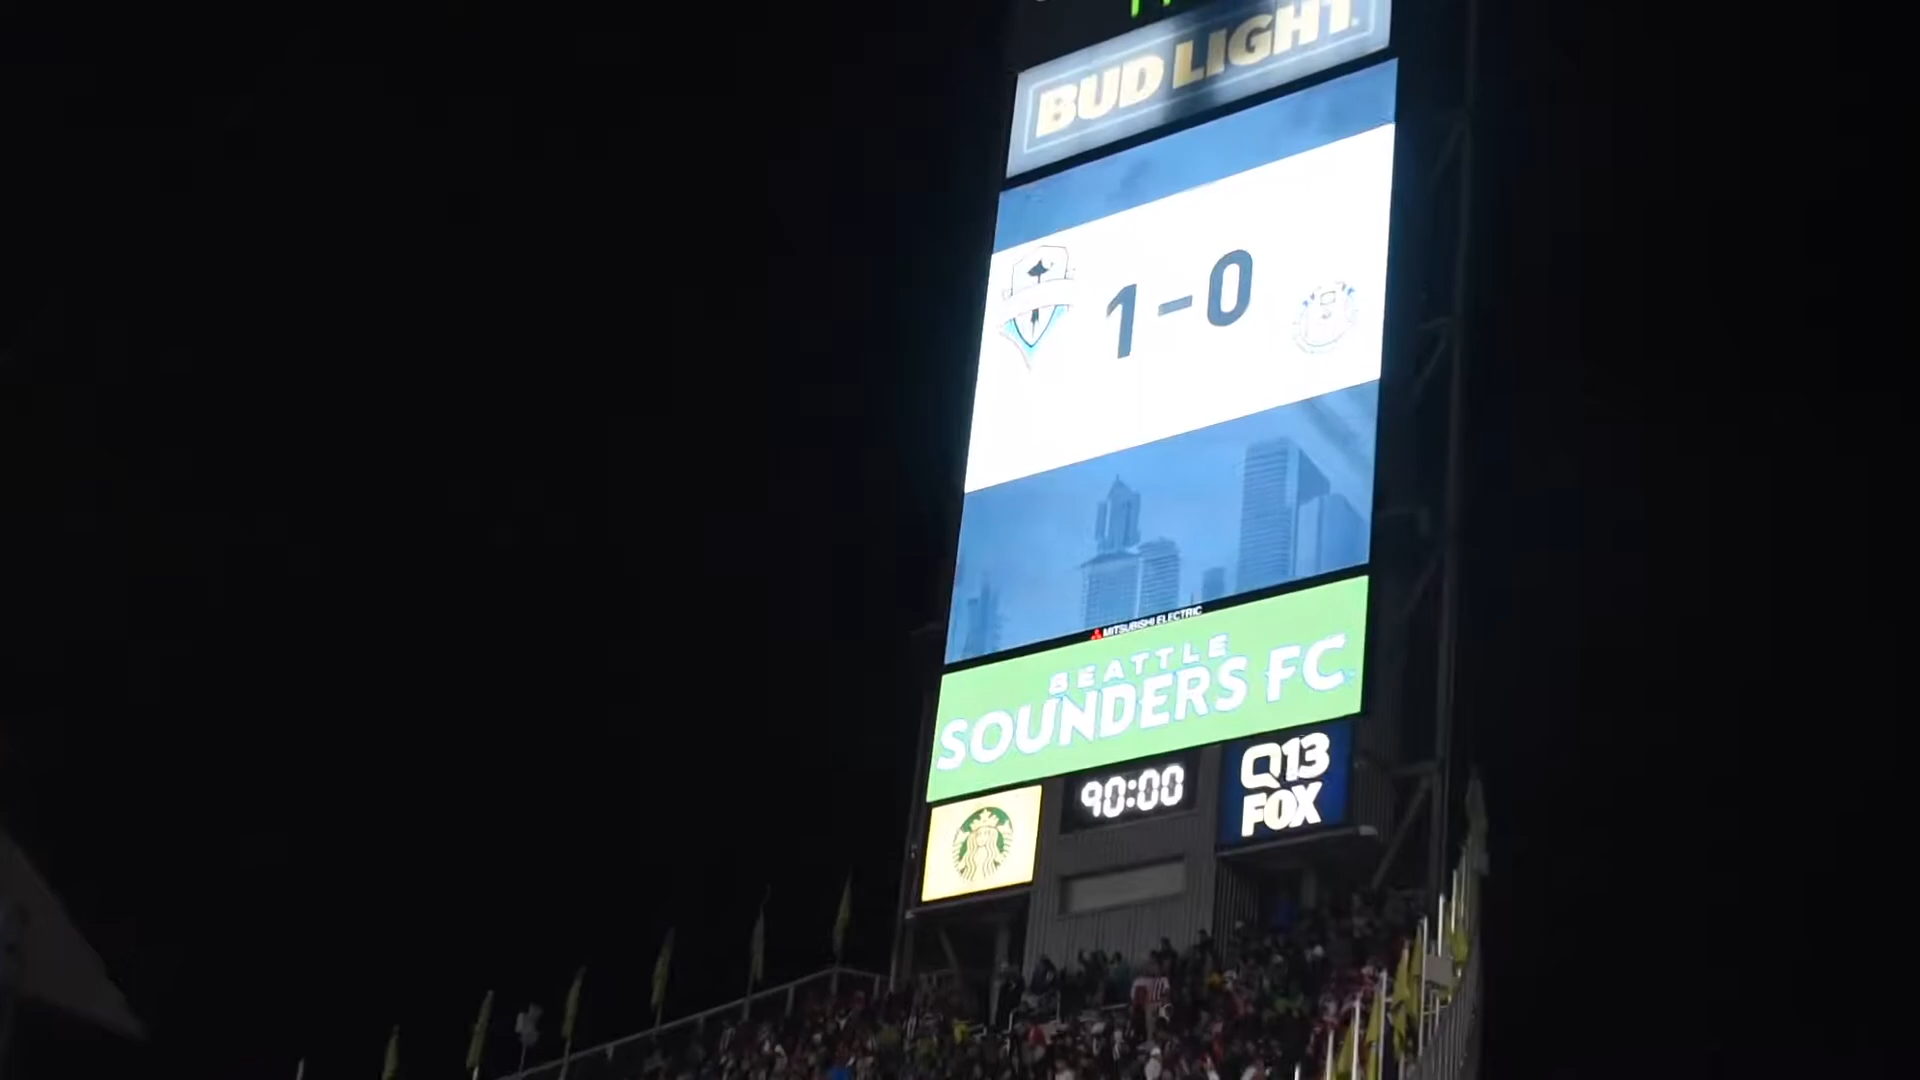 BUD LIGHT
1-0
MITSUBISHI ELECTRIC
SEATTLE
SOUNDERS FC
90:00
Q13
FOX